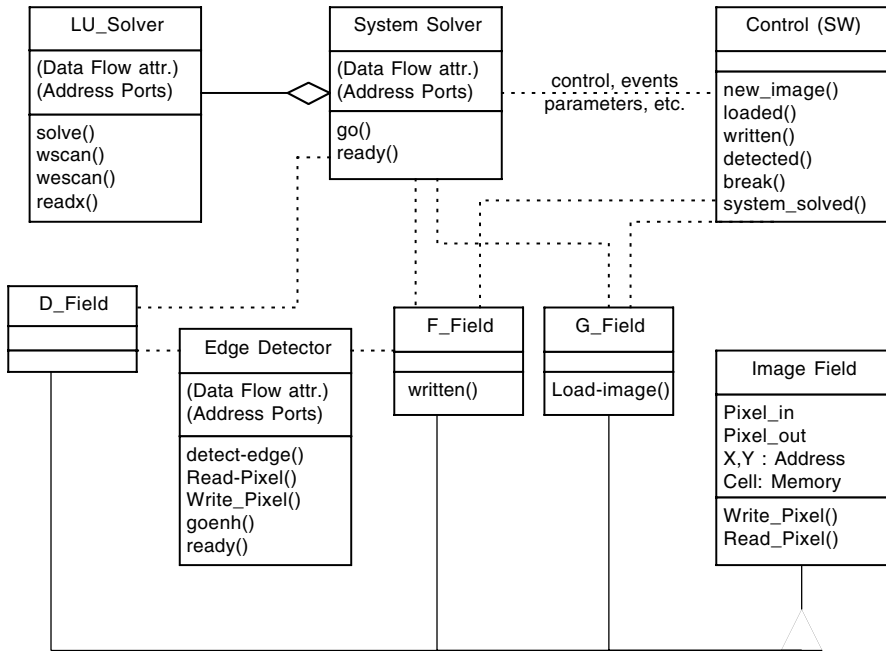 LU_Solver
(Data Flow attr.)
(Address Ports)
solve()
wscan()
wescan()
readx()
System Solver
(Data Flow attr.)
(Address Ports)
go()
ready()
control, events
parameters, etc.
Control (SW)
new_image()
loaded()
written()
detected()
break()
system_solved()
D_Field
Edge Detector
(Data Flow attr.)
(Address Ports)
detect-edge()
Read-Pixel()
Write_Pixel()
goenh()
ready()
F_Field
written()
G_Field
Load-image()
Image Field
Pixel_in
Pixel_out
X,Y : Address
Cell: Memory
Write_Pixel()
Read_Pixel()